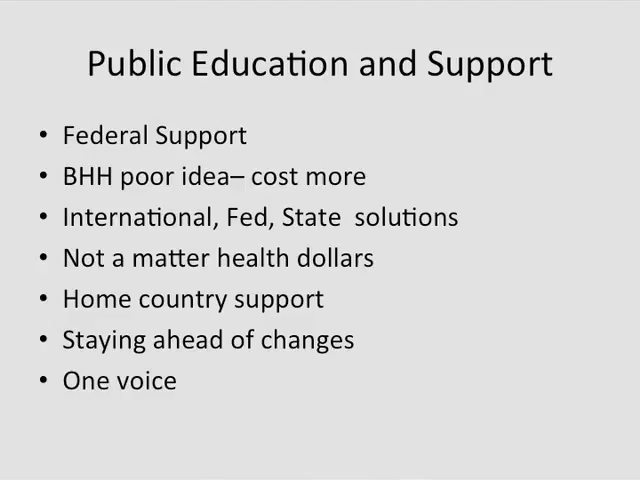 Public Education and Support
• Federal Support
• BHH poor idea– cost more
• International, Fed, State  solutions
• Not a matter health dollars
• Home country support
• Staying ahead of changes
• One voice